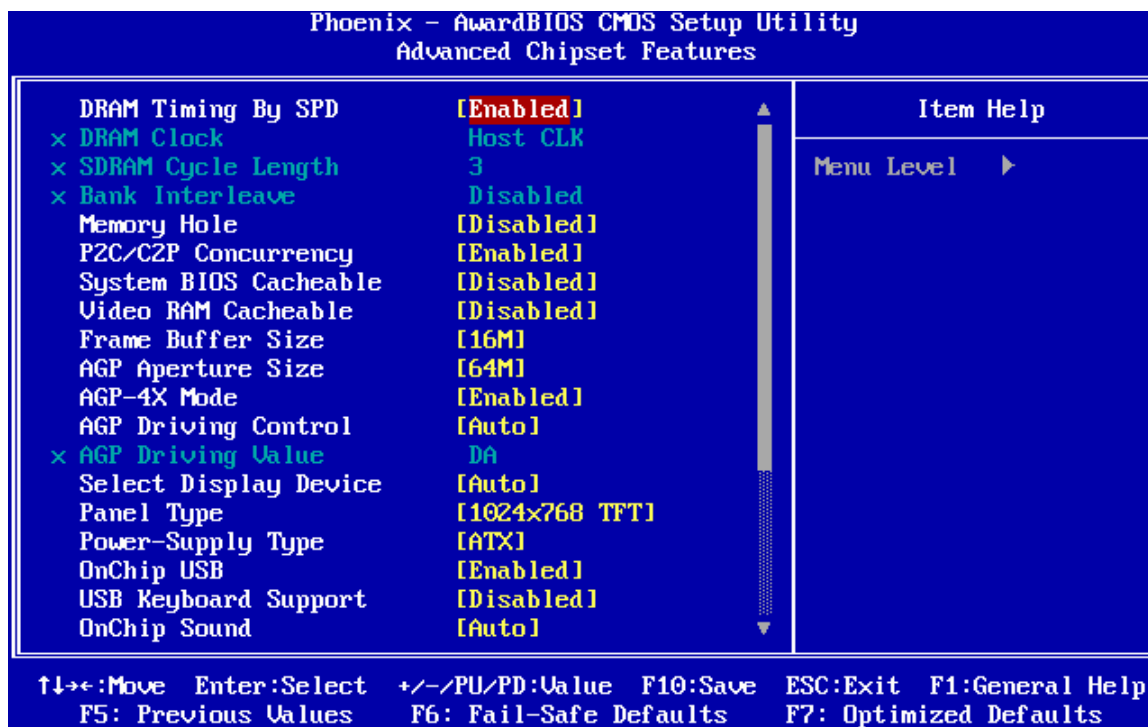 Phoenix - AwardBIOS CMOS Setup Utility
Advanced Chipset Features
DRAM Timing By SPD [Enabled]
x DRAM Clock Host CLK
x SDRAM Cycle Length 3
x Bank Interleave Disabled
Memory Hole [Disabled]
P2C/C2P Concurrency [Enabled]
System BIOS Cacheable [Disabled]
Video RAM Cacheable [Disabled]
Frame Buffer Size [16M]
AGP Aperture Size [64M]
AGP-4X Mode [Enabled]
AGP Driving Control [Auto]
x AGP Driving Value DA
Select Display Device [Auto]
Panel Type [1024x768 TFT]
Power-Supply Type [ATX]
OnChip USB [Enabled]
USB Keyboard Support [Disabled]
OnChip Sound [Auto]
Item Help
Menu Level ▶
↑↓→←:Move Enter:Select +/-/PU/PD:Value F10:Save ESC:Exit F1:General Help
F5: Previous Values F6: Fail-Safe Defaults F7: Optimized Defaults